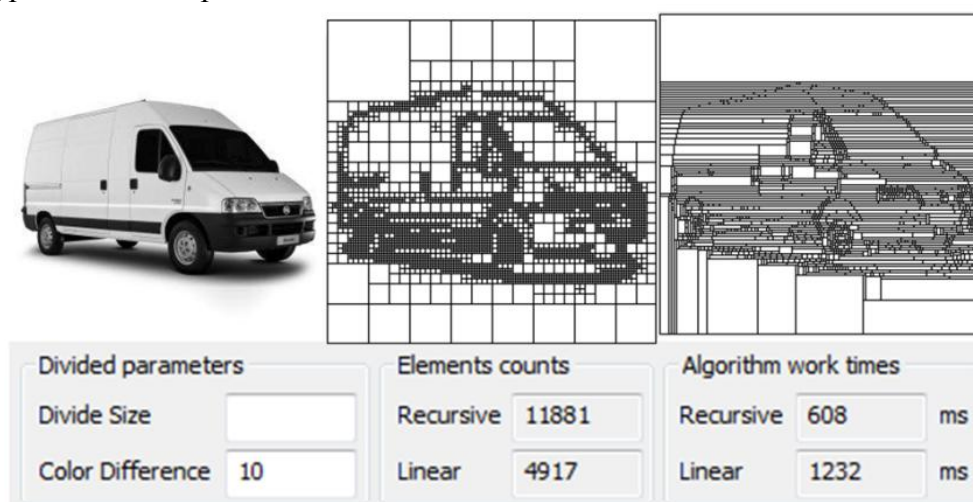 Divided parameters
Divide Size
Color Difference 10
Elements counts
Recursive 11881
Linear 4917
Algorithm work times
Recursive 608 ms
Linear 1232 ms